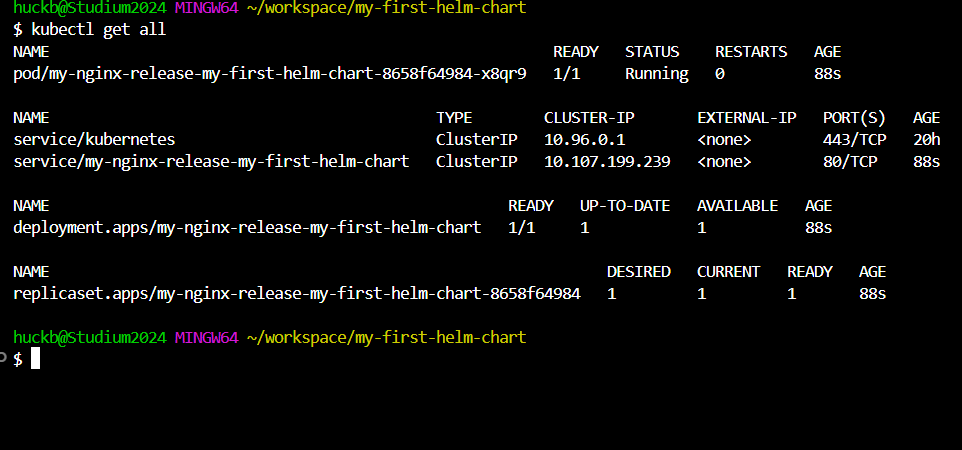 huckb@Studium2024 MINGW64 ~/workspace/my-first-helm-chart
$ kubectl get all
NAME READY STATUS RESTARTS AGE
pod/my-nginx-release-my-first-helm-chart-8658f64984-x8qr9 1/1 Running 0 88s
NAME TYPE CLUSTER-IP EXTERNAL-IP PORT(S) AGE
service/kubernetes ClusterIP 10.96.0.1 <none> 443/TCP 20h
service/my-nginx-release-my-first-helm-chart ClusterIP 10.107.199.239 <none> 80/TCP 88s
NAME READY UP-TO-DATE AVAILABLE AGE
deployment.apps/my-nginx-release-my-first-helm-chart 1/1 1 1 88s
NAME DESIRED CURRENT READY AGE
replicaset.apps/my-nginx-release-my-first-helm-chart-8658f64984 1 1 1 88s
huckb@Studium2024 MINGW64 ~/workspace/my-first-helm-chart
$